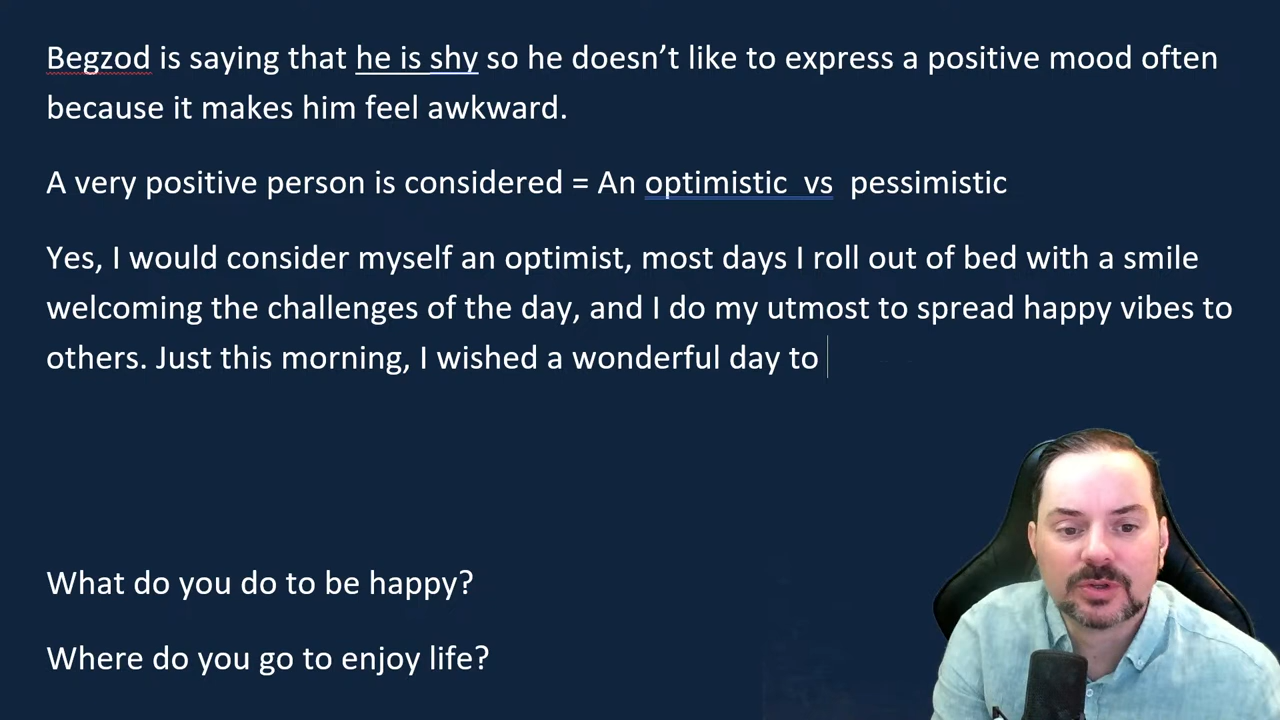 Begzod is saying that he is shy so he doesn’t like to express a positive mood often
because it makes him feel awkward.
A very positive person is considered = An optimistic  vs  pessimistic
Yes, I would consider myself an optimist, most days I roll out of bed with a smile
welcoming the challenges of the day, and I do my utmost to spread happy vibes to
others. Just this morning, I wished a wonderful day to
What do you do to be happy?
Where do you go to enjoy life?